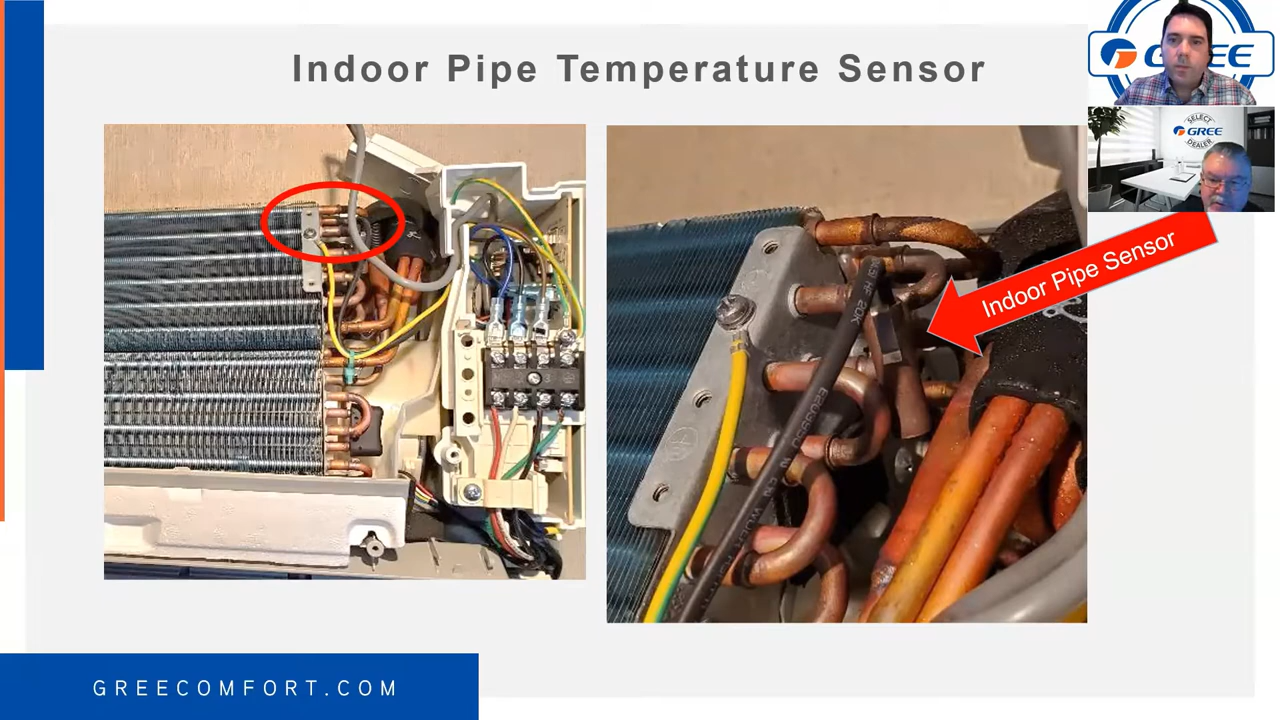 Indoor Pipe Temperature Sensor
GREE
SELECT
GREE
DEALER
Indoor Pipe Sensor
GREECOMFORT.COM